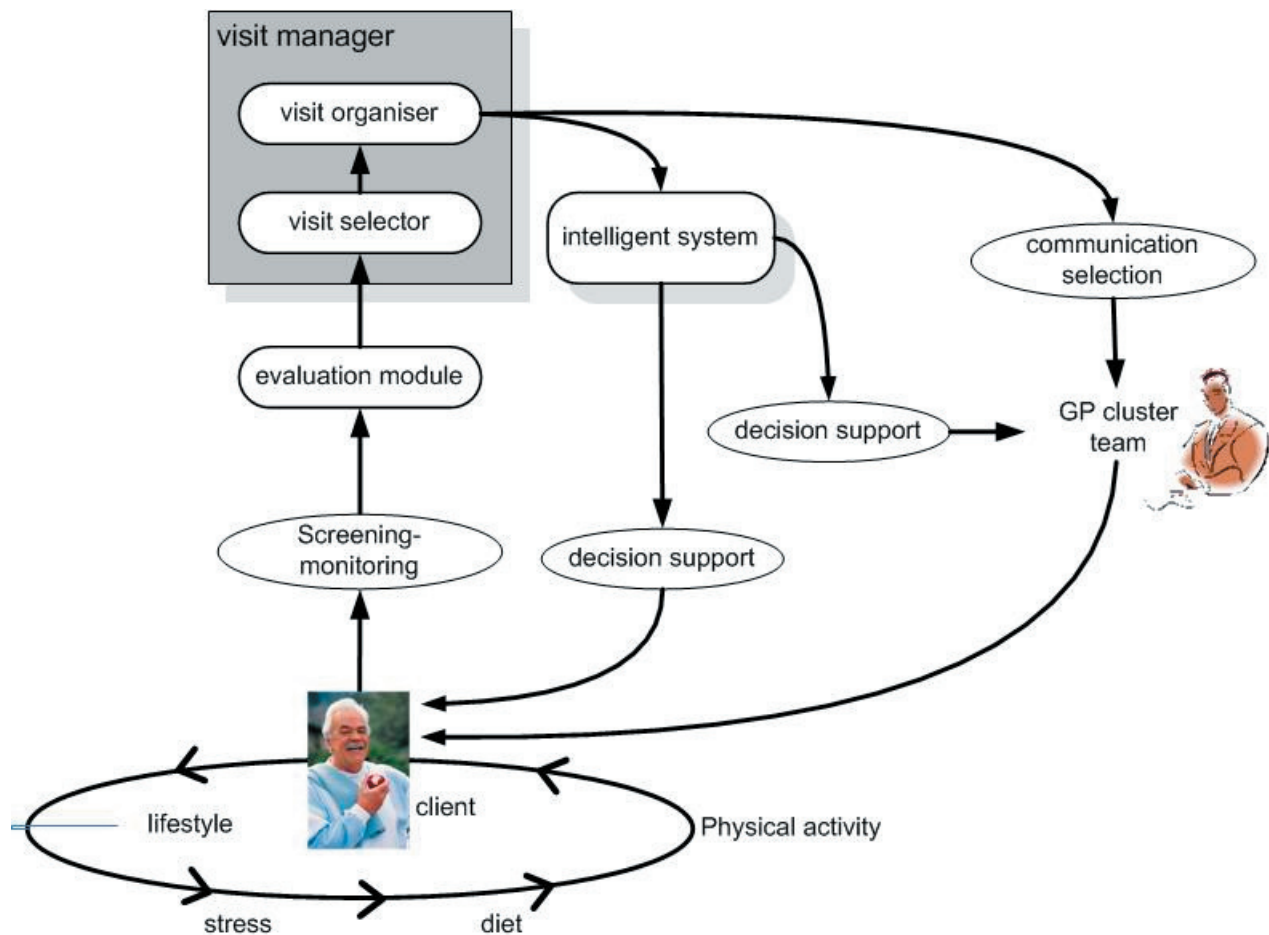 visit manager
visit organiser
visit selector
intelligent system
communication
selection
evaluation module
decision support
GP cluster
team
Screening-
monitoring
decision support
client
lifestyle
Physical activity
stress
diet